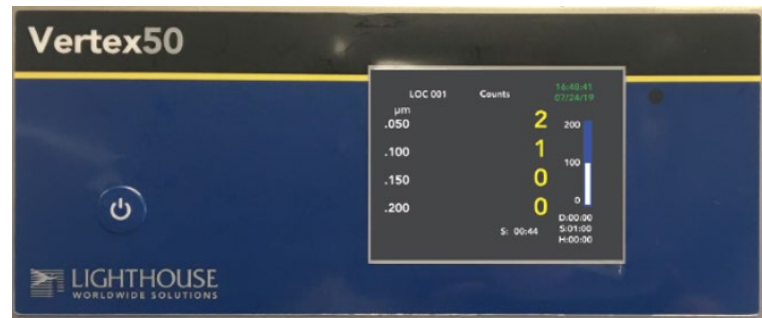 Vertex50
LOC 001 Counts 16:48:41
07/24/19
µm
.050 2 200
.100 1 100
.150 0
.200 0 0
D:00:00
S: 00:44 S:01:00
H:00:00
LIGHTHOUSE
WORLDWIDE SOLUTIONS